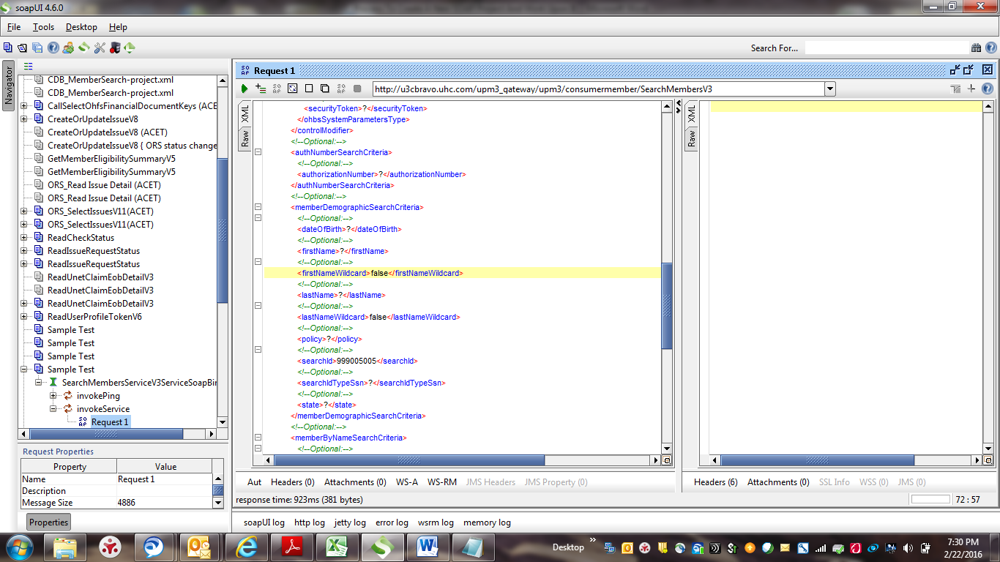 soapUI 4.6.0
File Tools Desktop Help
Search For...
Navigator
CDB_MemberSearch-project.xml
CDB_MemberSearch-project.xml
CallSelectOhfsFinancialDocumentKeys (ACE
CreateOrUpdateIssueV8
CreateOrUpdateIssueV8 (ACET)
CreateOrUpdateIssueV8 { ORS status change
GetMemberEligibilitySummaryV5
GetMemberEligibilitySummaryV5
ORS_Read Issue Detail (ACET)
ORS_Read Issue Detail (ACET)
ORS_SelectIssuesV11(ACET)
ORS_SelectIssuesV11(ACET)
ReadCheckStatus
ReadIssueRequestStatus
ReadIssueRequestStatus
ReadUnetClaimEobDetailV3
ReadUnetClaimEobDetailV3
ReadUnetClaimEobDetailV3
ReadUserProfileTokenV6
Sample Test
Sample Test
Sample Test
Sample Test
SearchMembersServiceV3ServiceSoapBin
invokePing
invokeService
Request 1
Request Properties
Property Value
Name Request 1
Description
Message Size 4886
Properties
Request 1
http://u3cbravo.uhc.com/upm3_gateway/upm3/consumermember/SearchMembersV3
XML
Raw
<securityToken>?</securityToken>
</ohbsSystemParametersType>
</controlModifier>
<!--Optional:-->
<authNumberSearchCriteria>
<!--Optional:-->
<authorizationNumber>?</authorizationNumber>
</authNumberSearchCriteria>
<!--Optional:-->
<memberDemographicSearchCriteria>
<!--Optional:-->
<dateOfBirth>?</dateOfBirth>
<!--Optional:-->
<firstName>?</firstName>
<!--Optional:-->
<firstNameWildcard>false</firstNameWildcard>
<!--Optional:-->
<lastName>?</lastName>
<!--Optional:-->
<lastNameWildcard>false</lastNameWildcard>
<!--Optional:-->
<policy>?</policy>
<!--Optional:-->
<searchId>999005005</searchId>
<!--Optional:-->
<searchIdTypeSsn>?</searchIdTypeSsn>
<!--Optional:-->
<state>?</state>
</memberDemographicSearchCriteria>
<!--Optional:-->
<memberByNameSearchCriteria>
<!--Optional:-->
XML
Raw
Aut Headers (0) Attachments (0) WS-A WS-RM JMS Headers JMS Property (0)
Headers (6) Attachments (0) SSL Info WSS (0) JMS (0)
response time: 923ms (381 bytes)
72 : 57
soapUI log http log jetty log error log wsrm log memory log
Desktop
7:30 PM
2/22/2016